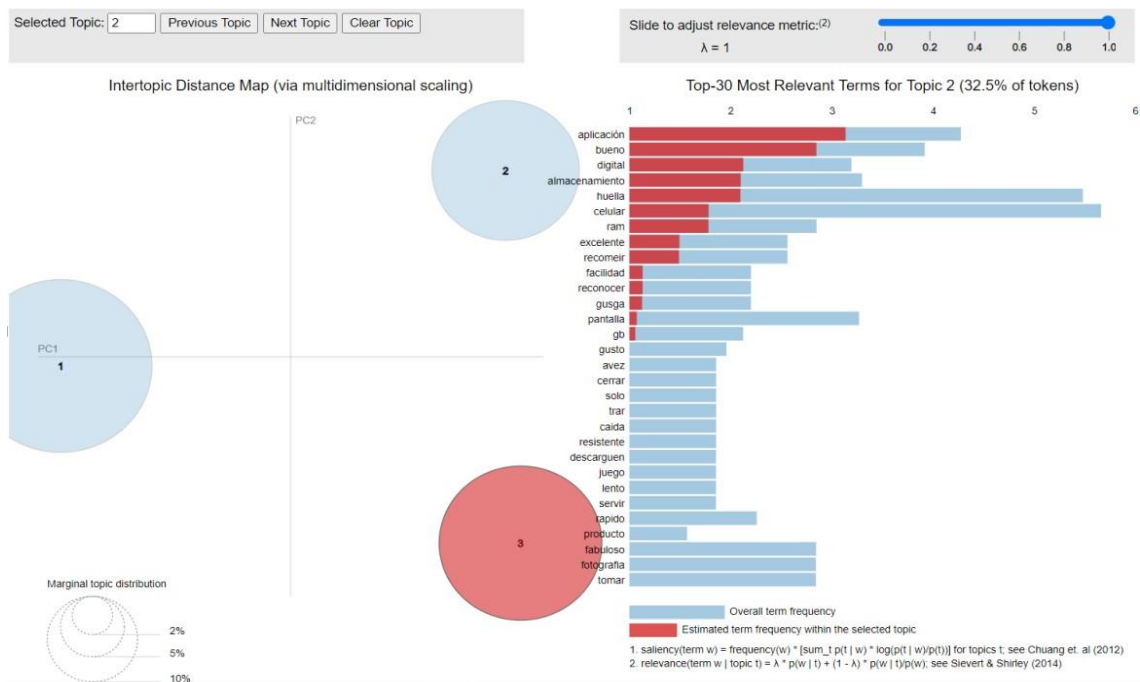 Selected Topic: 2 Previous Topic Next Topic Clear Topic
Slide to adjust relevance metric:(2)
λ = 1
0.0 0.2 0.4 0.6 0.8 1.0
Intertopic Distance Map (via multidimensional scaling)
PC2
PC1
1
2
3
Marginal topic distribution
2%
5%
10%
Top-30 Most Relevant Terms for Topic 2 (32.5% of tokens)
1 2 3 4 5 6
aplicación
bueno
digital
almacenamiento
huella
celular
ram
excelente
recomeir
facilidad
reconocer
gusga
pantalla
gb
gusto
avez
cerrar
solo
trar
caida
resistente
descarguen
juego
lento
servir
rapido
producto
fabuloso
fotografia
tomar
Overall term frequency
Estimated term frequency within the selected topic
1. saliency(term w) = frequency(w) * [sum_t p(t | w) * log(p(t | w)/p(t))] for topics t; see Chuang et. al (2012)
2. relevance(term w | topic t) = λ * p(w | t) + (1 - λ) * p(w | t)/p(w); see Sievert & Shirley (2014)